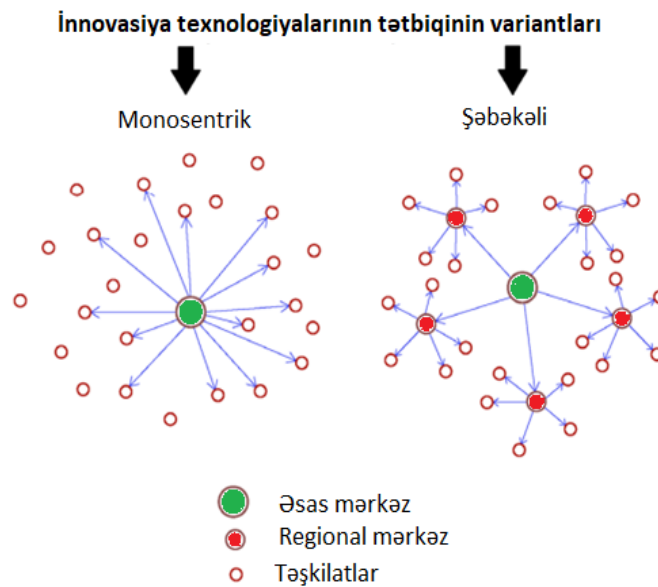 İnnovasiya texnologiyalarının tətbiqinin variantları
Monosentrik
Şəbəkəli
Əsas mərkəz
Regional mərkəz
Təşkilatlar